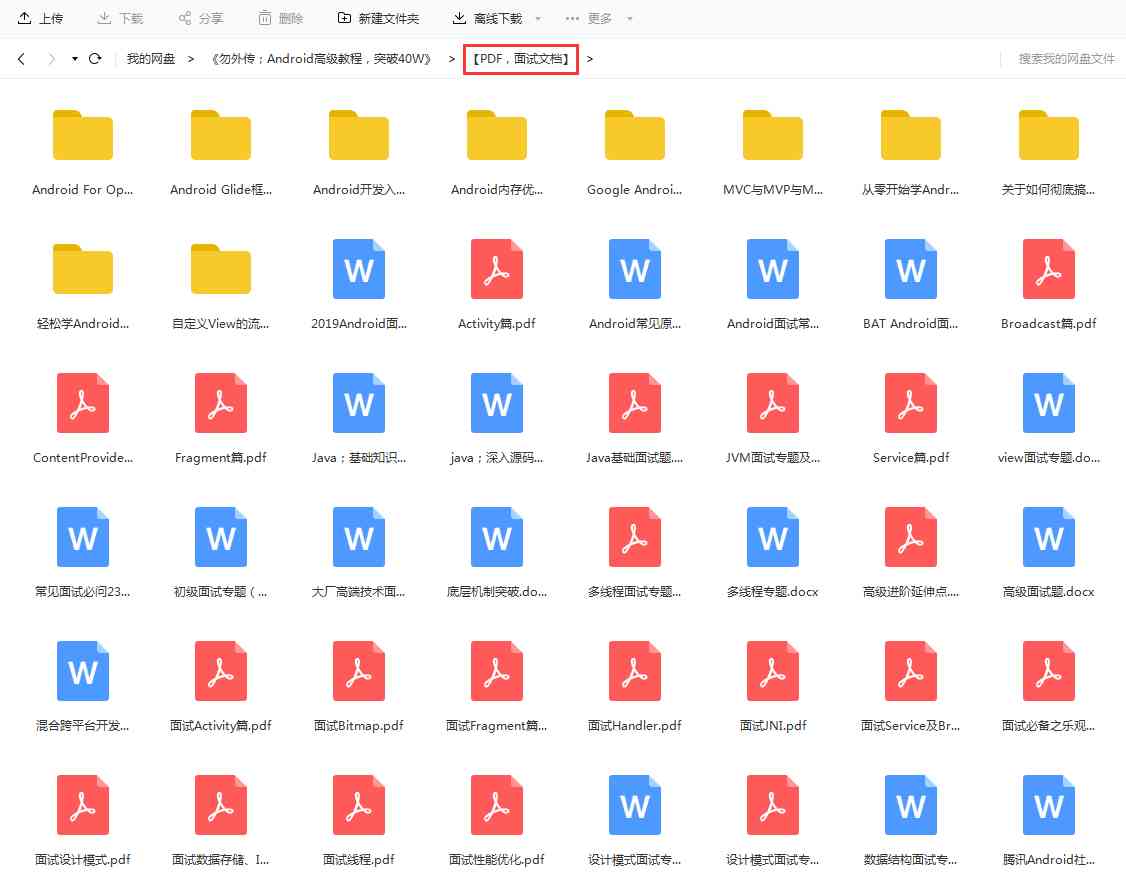 上传 下载 分享 删除 新建文件夹 离线下载 ··· 更多
我的网盘 > 《勿外传；Android高级教程，突破40W》 > 【PDF，面试文档】 > 搜索我的网盘文件
Android For Op... Android Glide框... Android开发入... Android内存优... Google Androi... MVC与MVP与M... 从零开始学Andr... 关于如何彻底搞...
轻松学Android... 自定义View的流... 2019Android面... Activity篇.pdf Android常见原... Android面试常... BAT Android面... Broadcast篇.pdf
ContentProvide... Fragment篇.pdf Java；基础知识... java；深入源码... Java基础面试题.... JVM面试专题及... Service篇.pdf view面试专题.do...
常见面试必问23... 初级面试专题（... 大厂高端技术面... 底层机制突破.do... 多线程面试专题... 多线程专题.docx 高级进阶延伸点.... 高级面试题.docx
混合跨平台开发... 面试Activity篇.pdf 面试Bitmap.pdf 面试Fragment篇... 面试Handler.pdf 面试JNI.pdf 面试Service及Br... 面试必备之乐观...
面试设计模式.pdf 面试数据存储、I... 面试线程.pdf 面试性能优化.pdf 设计模式面试专... 设计模式面试专... 数据结构面试专... 腾讯Android社...